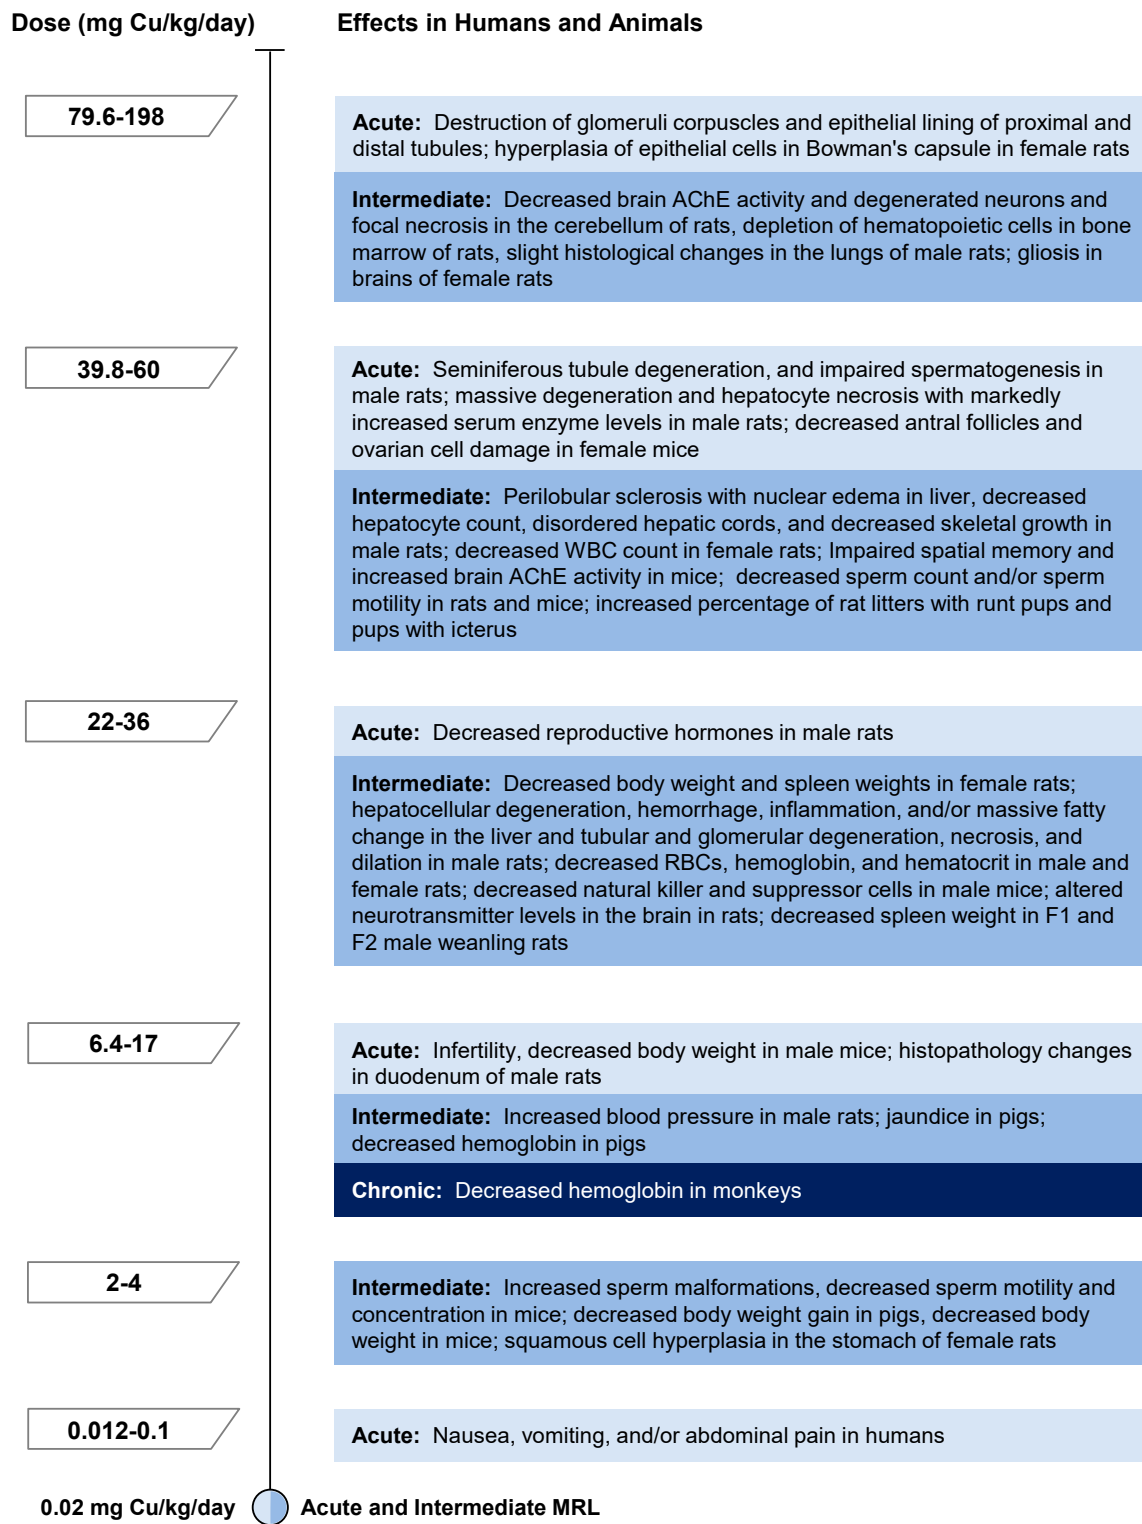 Dose (mg Cu/kg/day)
Effects in Humans and Animals
79.6-198
Acute: Destruction of glomeruli corpuscles and epithelial lining of proximal and
distal tubules; hyperplasia of epithelial cells in Bowman's capsule in female rats
Intermediate: Decreased brain AChE activity and degenerated neurons and
focal necrosis in the cerebellum of rats, depletion of hematopoietic cells in bone
marrow of rats, slight histological changes in the lungs of male rats; gliosis in
brains of female rats
39.8-60
Acute: Seminiferous tubule degeneration, and impaired spermatogenesis in
male rats; massive degeneration and hepatocyte necrosis with markedly
increased serum enzyme levels in male rats; decreased antral follicles and
ovarian cell damage in female mice
Intermediate: Perilobular sclerosis with nuclear edema in liver, decreased
hepatocyte count, disordered hepatic cords, and decreased skeletal growth in
male rats; decreased WBC count in female rats; Impaired spatial memory and
increased brain AChE activity in mice; decreased sperm count and/or sperm
motility in rats and mice; increased percentage of rat litters with runt pups and
pups with icterus
22-36
Acute: Decreased reproductive hormones in male rats
Intermediate: Decreased body weight and spleen weights in female rats;
hepatocellular degeneration, hemorrhage, inflammation, and/or massive fatty
change in the liver and tubular and glomerular degeneration, necrosis, and
dilation in male rats; decreased RBCs, hemoglobin, and hematocrit in male and
female rats; decreased natural killer and suppressor cells in male mice; altered
neurotransmitter levels in the brain in rats; decreased spleen weight in F1 and
F2 male weanling rats
6.4-17
Acute: Infertility, decreased body weight in male mice; histopathology changes
in duodenum of male rats
Intermediate: Increased blood pressure in male rats; jaundice in pigs;
decreased hemoglobin in pigs
Chronic: Decreased hemoglobin in monkeys
2-4
Intermediate: Increased sperm malformations, decreased sperm motility and
concentration in mice; decreased body weight gain in pigs, decreased body
weight in mice; squamous cell hyperplasia in the stomach of female rats
0.012-0.1
Acute: Nausea, vomiting, and/or abdominal pain in humans
0.02 mg Cu/kg/day
Acute and Intermediate MRL